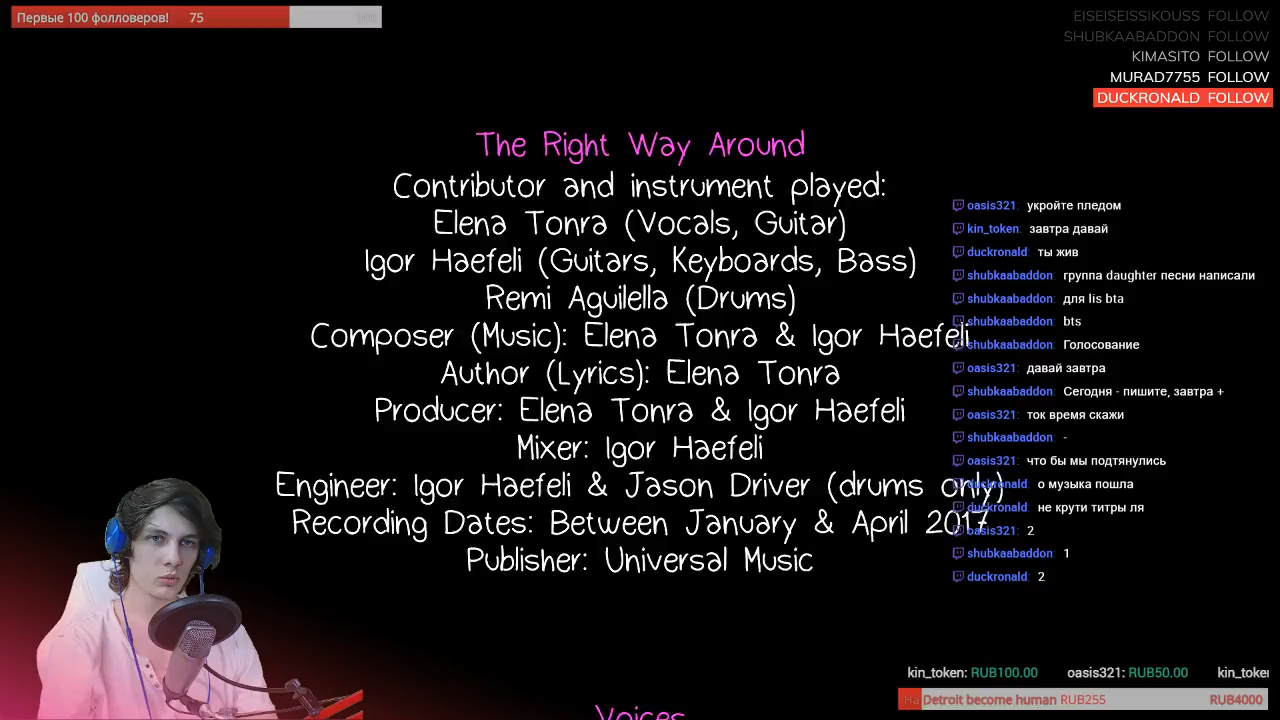 Первые 100 фолловеров! 75
EISEISEISSIKOUSS FOLLOW
SHUBKAABADDON FOLLOW
KIMASITO FOLLOW
MURAD7755 FOLLOW
DUCKRONALD FOLLOW
The Right Way Around
Contributor and instrument played:
Elena Tonra (Vocals, Guitar)
Igor Haefeli (Guitars, Keyboards, Bass)
Remi Aguilella (Drums)
Composer (Music): Elena Tonra & Igor Haefeli
Author (Lyrics): Elena Tonra
Producer: Elena Tonra & Igor Haefeli
Mixer: Igor Haefeli
Engineer: Igor Haefeli & Jason Driver (drums only)
Recording Dates: Between January & April 2017
Publisher: Universal Music
Voices
oasis321: укройте пледом
kin_token: завтра давай
duckronald: ты жив
shubkaabaddon: группа daughter песни написали
shubkaabaddon: для lis bta
shubkaabaddon: bts
shubkaabaddon: Голосование
oasis321: давай завтра
shubkaabaddon: Сегодня - пишите, завтра +
oasis321: ток время скажи
shubkaabaddon: -
oasis321: что бы мы подтянулись
duckronald: о музыка пошла
duckronald: не крути титры ля
oasis321: 2
shubkaabaddon: 1
duckronald: 2
kin_token: RUB100.00 oasis321: RUB50.00 kin_toke
На Detroit become human RUB255 RUB4000